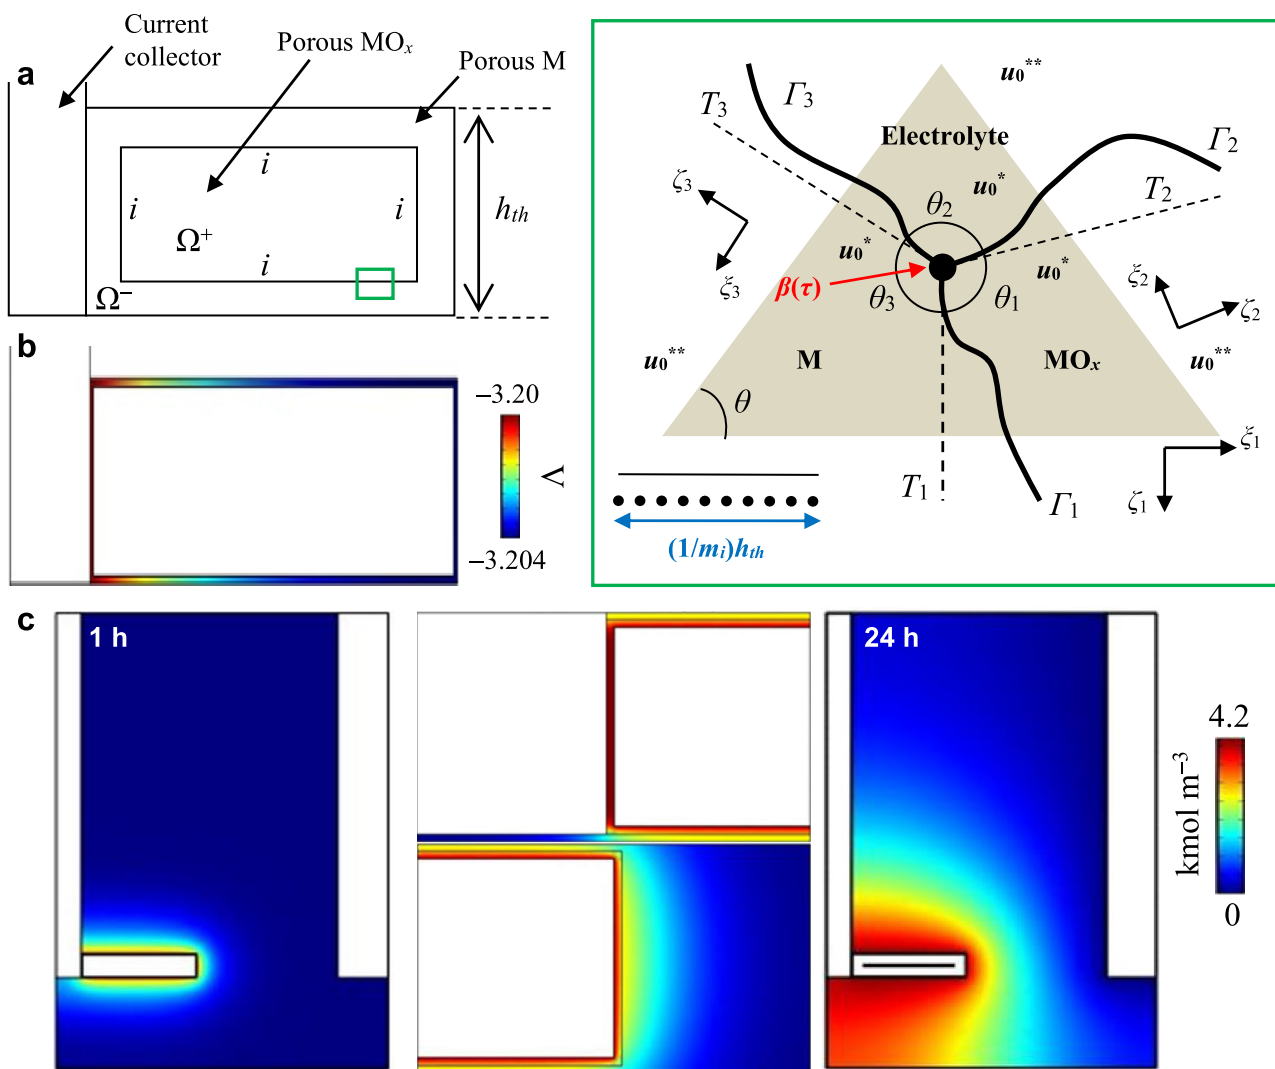 Current
collector
Porous MOx
Porous M
a
i
i
i
i
Ω+
Ω−
hth
b
−3.20
V
−3.204
u0**
T3
Γ3
Electrolyte
Γ2
ζ3
u0*
T2
θ2
u0*
u0*
ξ3
β(τ)
θ3
θ1
ξ2
ζ2
u0**
M
MOx
u0**
θ
ξ1
T1
Γ1
ζ1
(1/mi)hth
c
1 h
24 h
4.2
kmol m−3
0